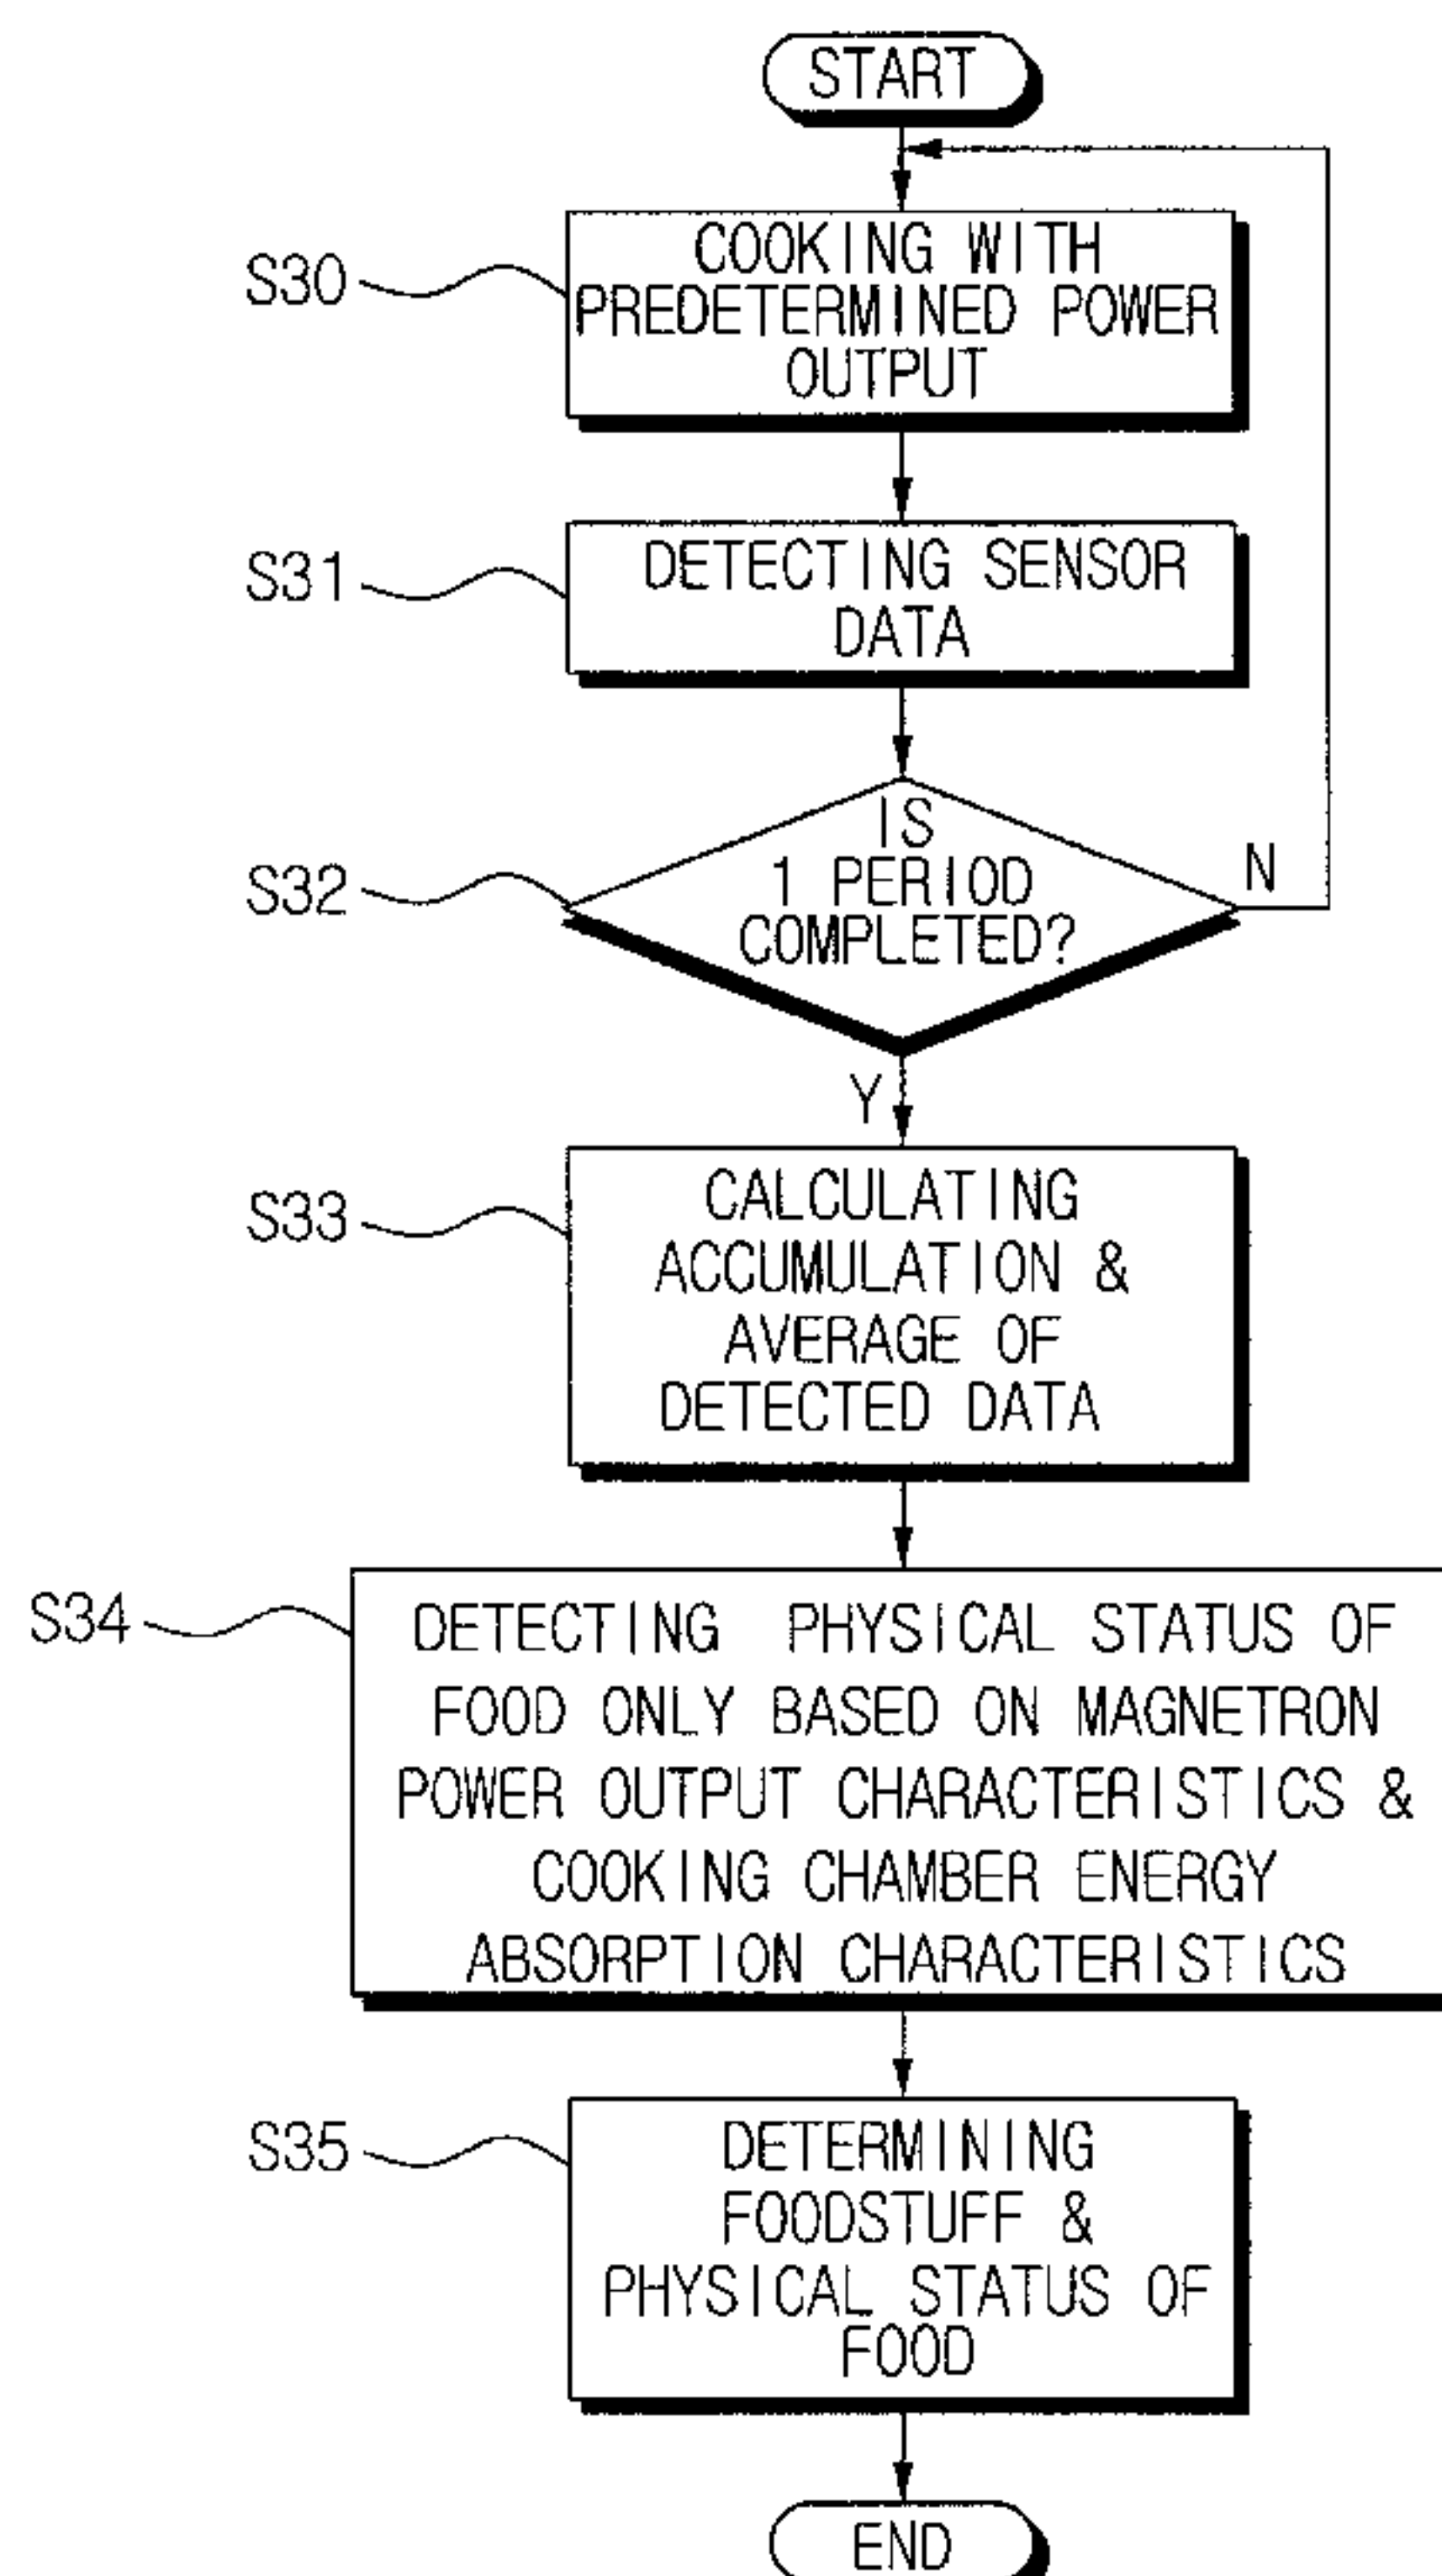 START
S30
COOKING WITH
PREDETERMINED POWER
OUTPUT
S31
DETECTING SENSOR
DATA
S32
IS
1 PERIOD
COMPLETED?
N
Y
S33
CALCULATING
ACCUMULATION &
AVERAGE OF
DETECTED DATA
S34
DETECTING PHYSICAL STATUS OF
FOOD ONLY BASED ON MAGNETRON
POWER OUTPUT CHARACTERISTICS &
COOKING CHAMBER ENERGY
ABSORPTION CHARACTERISTICS
S35
DETERMINING
FOODSTUFF &
PHYSICAL STATUS OF
FOOD
END